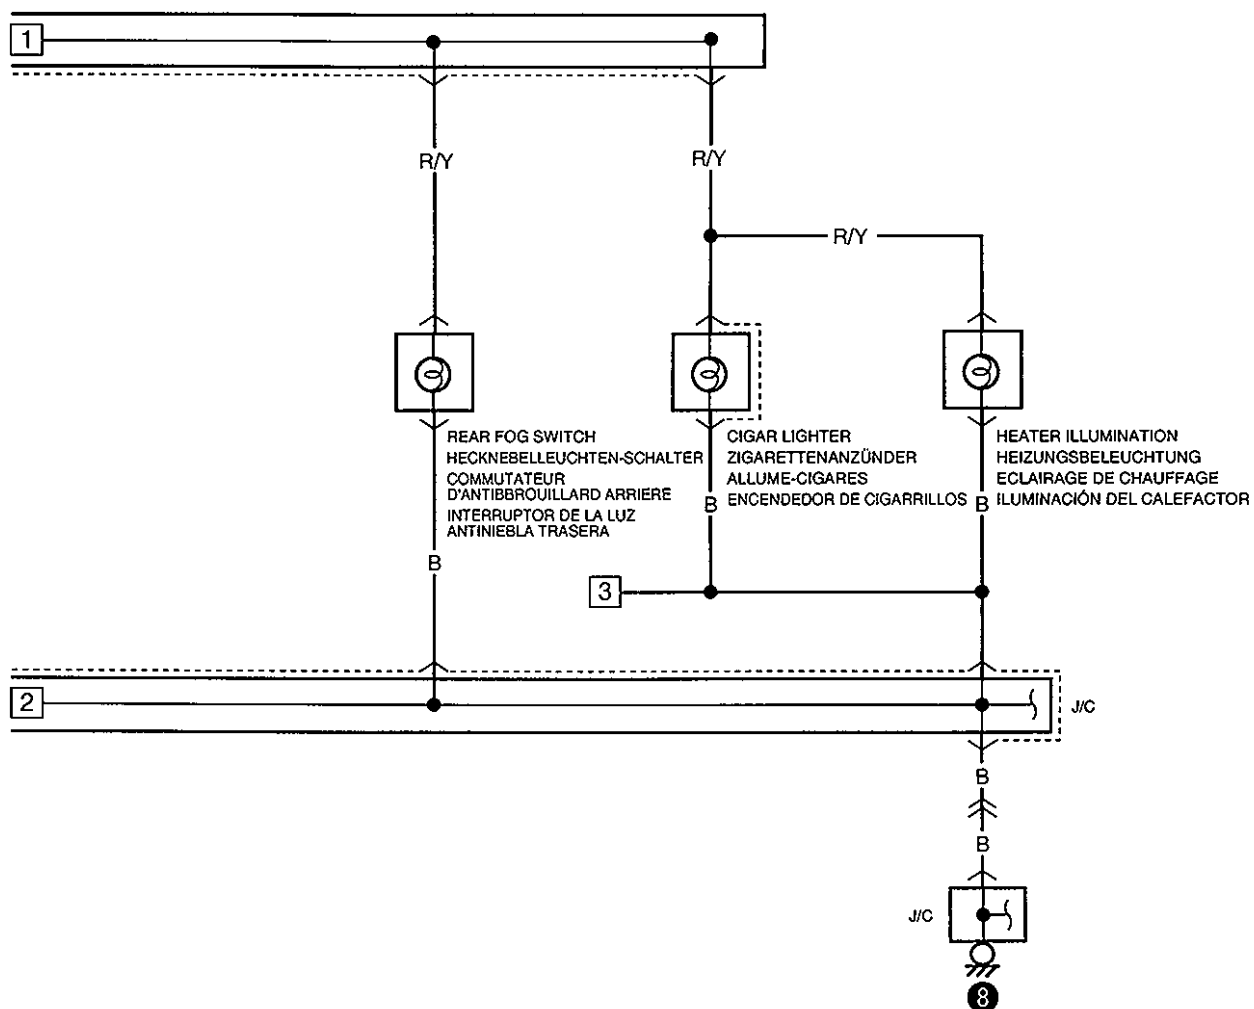 1
R/Y
R/Y
R/Y
REAR FOG SWITCH
HECKNEBELLEUCHTEN-SCHALTER
COMMUTATEUR
D'ANTIBBROUILLARD ARRIERE
INTERRUPTOR DE LA LUZ
ANTINIEBLA TRASERA
CIGAR LIGHTER
ZIGARETTENANZÜNDER
ALLUME-CIGARES
ENCENDEDOR DE CIGARRILLOS
HEATER ILLUMINATION
HEIZUNGSBELEUCHTUNG
ECLAIRAGE DE CHAUFFAGE
ILUMINACIÓN DEL CALEFACTOR
B
B
B
3
2
J/C
B
B
J/C
8